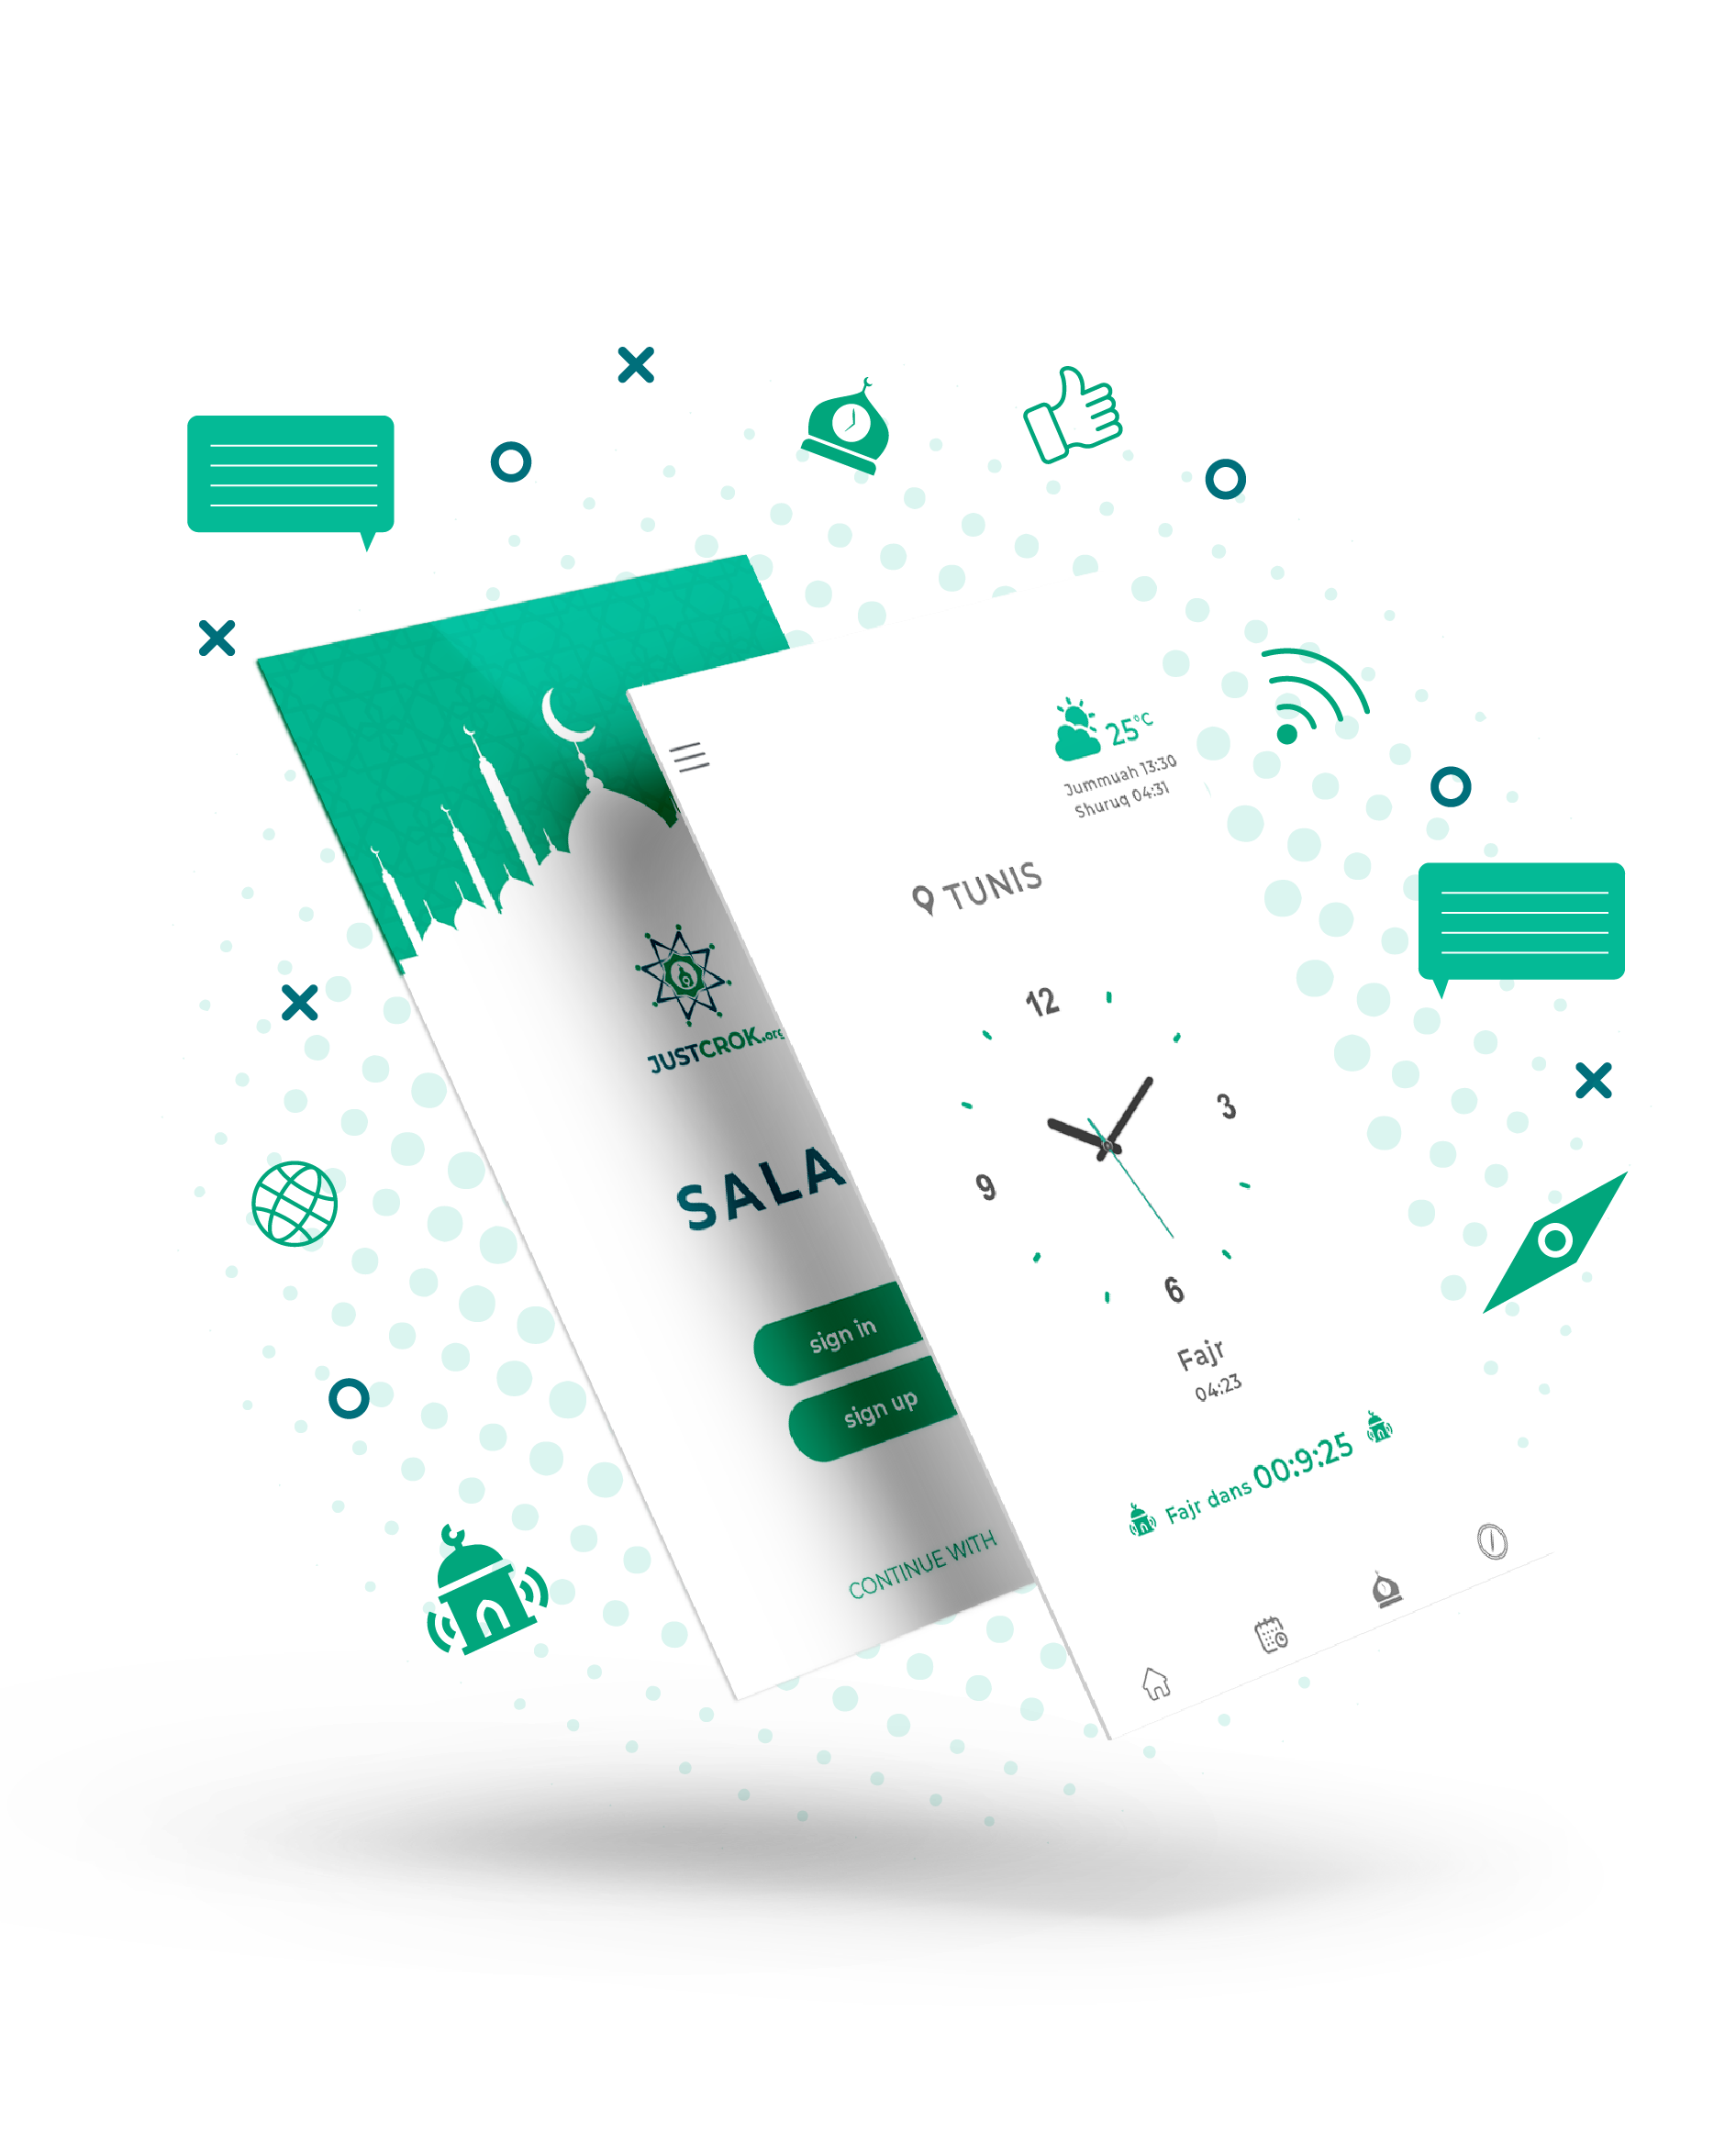 JUSTCROK.org
SALA
sign in
sign up
CONTINUE WITH
25°C
Jummuah 13:30
Shuruq 04:31
TUNIS
12
3
9
6
Fajr
04:23
Fajr dans 00:9:25